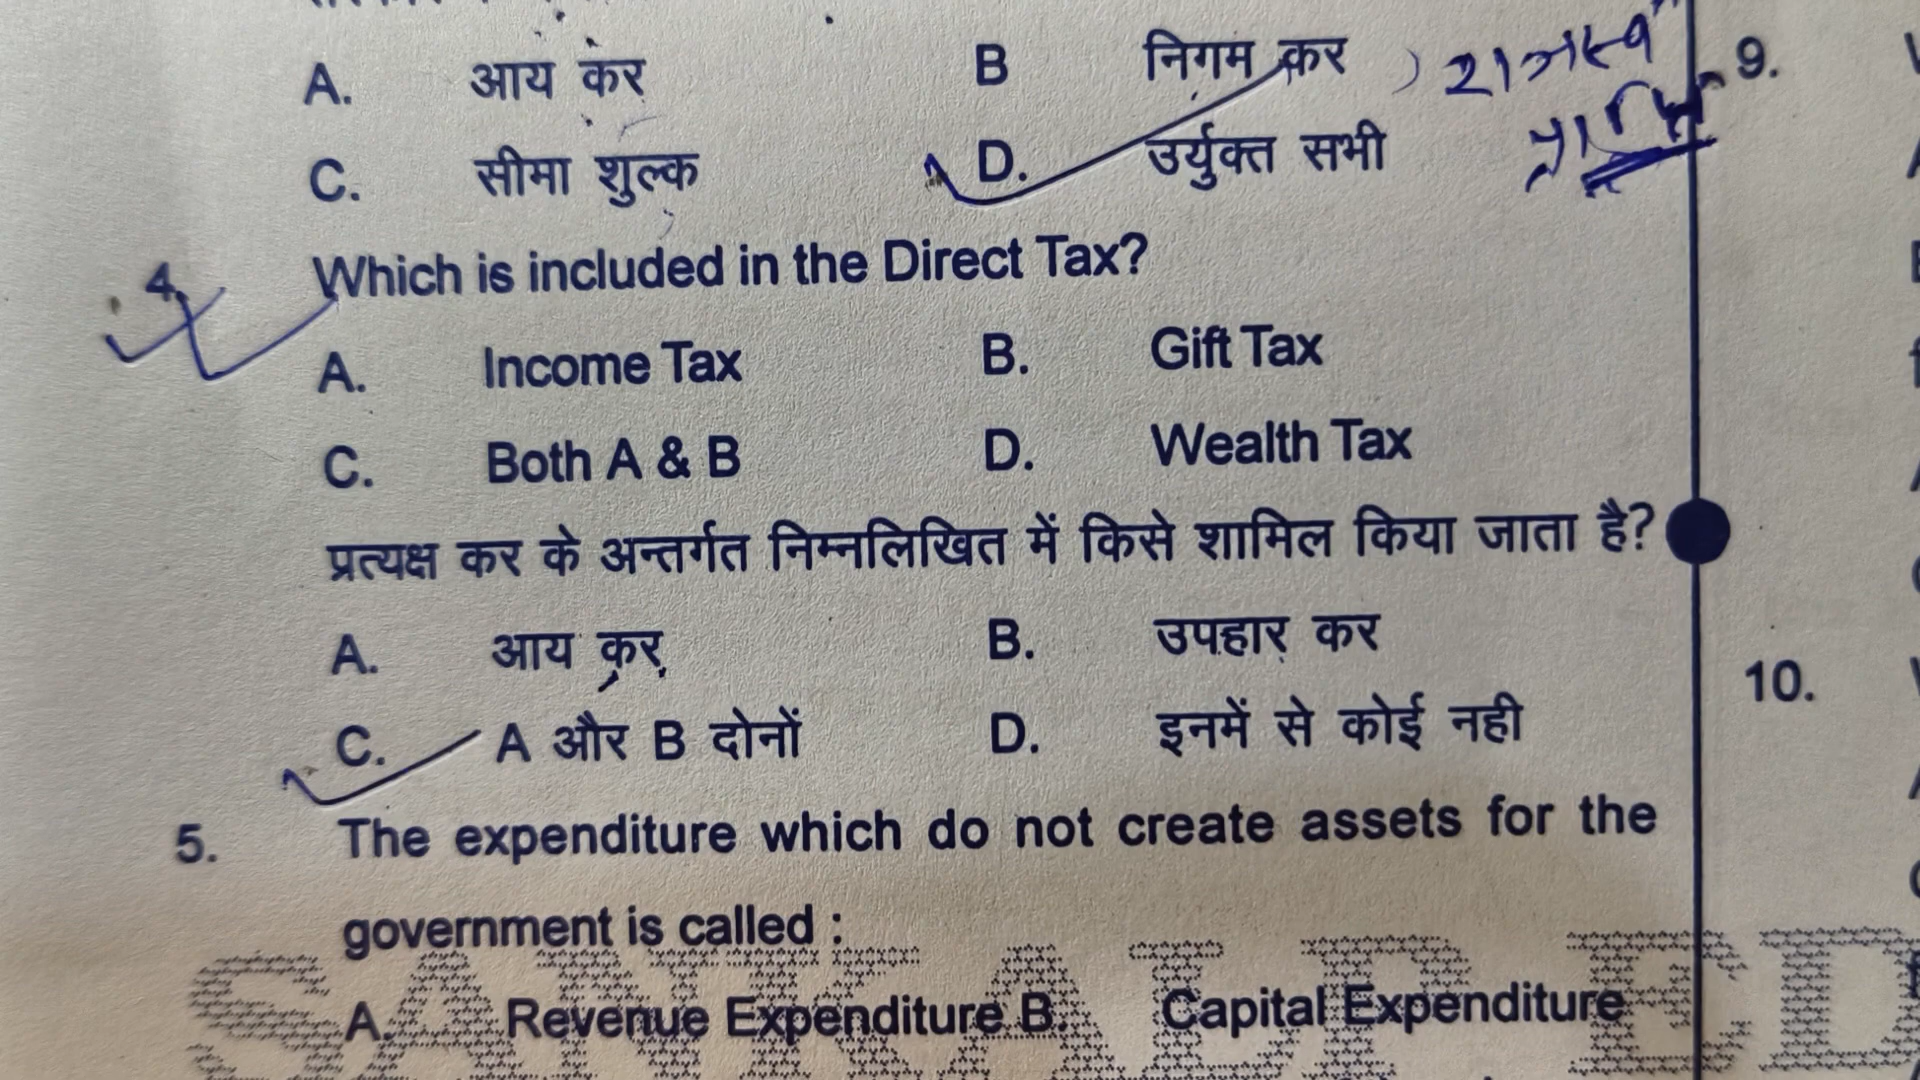 A. आय कर B निगम कर ) राजस्व
C. सीमा शुल्क D. उर्युक्त सभी
4. Which is included in the Direct Tax?
A. Income Tax B. Gift Tax
C. Both A & B D. Wealth Tax
प्रत्यक्ष कर के अन्तर्गत निम्नलिखित में किसे शामिल किया जाता है?
A. आय कर B. उपहार कर
C. A और B दोनों D. इनमें से कोई नही
5. The expenditure which do not create assets for the
government is called :
A. Revenue Expenditure B. Capital Expenditure
9.
10.